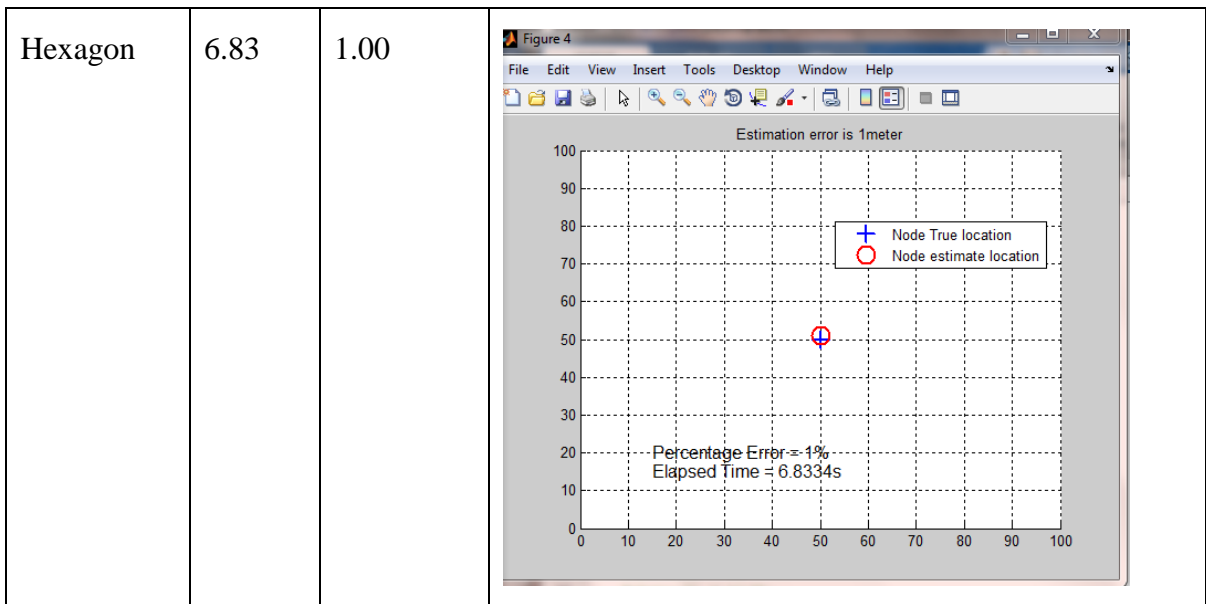 Hexagon 6.83 1.00
Figure 4
File Edit View Insert Tools Desktop Window Help
Estimation error is 1meter
100
90
80
Node True location
Node estimate location
70
60
50
40
30
20
Percentage Error = 1%
Elapsed Time = 6.8334s
10
0
0 10 20 30 40 50 60 70 80 90 100